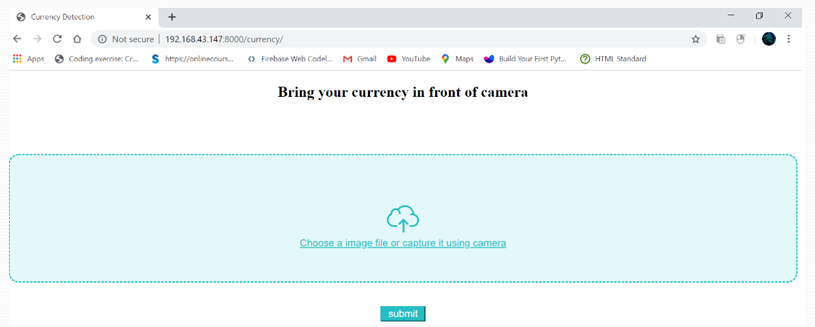 Currency Detection
Not secure | 192.168.43.147:8000/currency/
Apps Coding exercise: Cr... https://onlinecours... Firebase Web Codel... Gmail YouTube Maps Build Your First Pyt... HTML Standard
Bring your currency in front of camera
Choose a image file or capture it using camera
submit